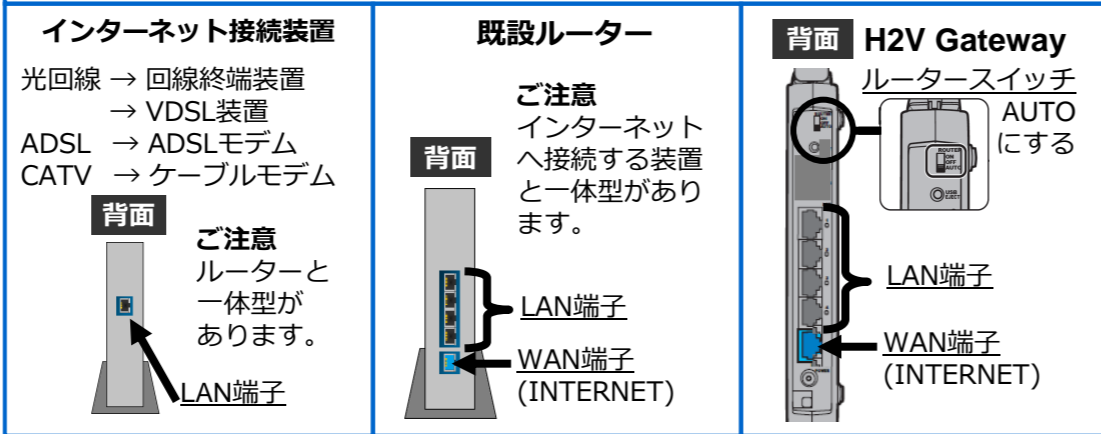 インターネット接続装置
光回線 → 回線終端装置
→ VDSL装置
ADSL → ADSLモデム
CATV → ケーブルモデム
背面
ご注意
ルーターと
一体型が
あります。
LAN端子
既設ルーター
ご注意
インターネット
へ接続する装置
と一体型があり
ます。
背面
LAN端子
WAN端子
(INTERNET)
背面 H2V Gateway
ルータースイッチ
AUTO
にする
ROUTER
ON
OFF
AUTO
USB
EJECT
LAN端子
WAN端子
(INTERNET)